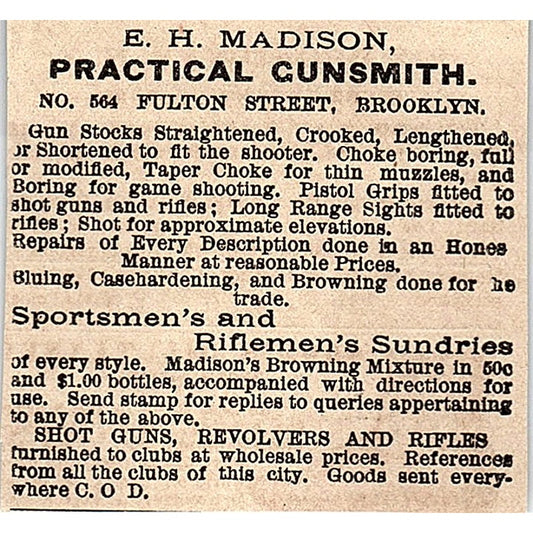 E. H. MADISON,
PRACTICAL GUNSMITH.
NO. 564 FULTON STREET, BROOKLYN.
Gun Stocks Straightened, Crooked, Lengthened,
or Shortened to fit the shooter. Choke boring, full
or modified, Taper Choke for thin muzzles, and
Boring for game shooting. Pistol Grips fitted to
shot guns and rifles; Long Range Sights fitted to
rifles; Shot for approximate elevations.
Repairs of Every Description done in an Hones
Manner at reasonable Prices.
Bluing, Casehardening, and Browning done for he
trade.
Sportsmen's and
Riflemen's Sundries
of every style. Madison's Browning Mixture in 50c
and $1.00 bottles, accompanied with directions for
use. Send stamp for replies to queries appertaining
to any of the above.
SHOT GUNS, REVOLVERS AND RIFLES
furnished to clubs at wholesale prices. References
from all the clubs of this city. Goods sent every-
where C. O D.